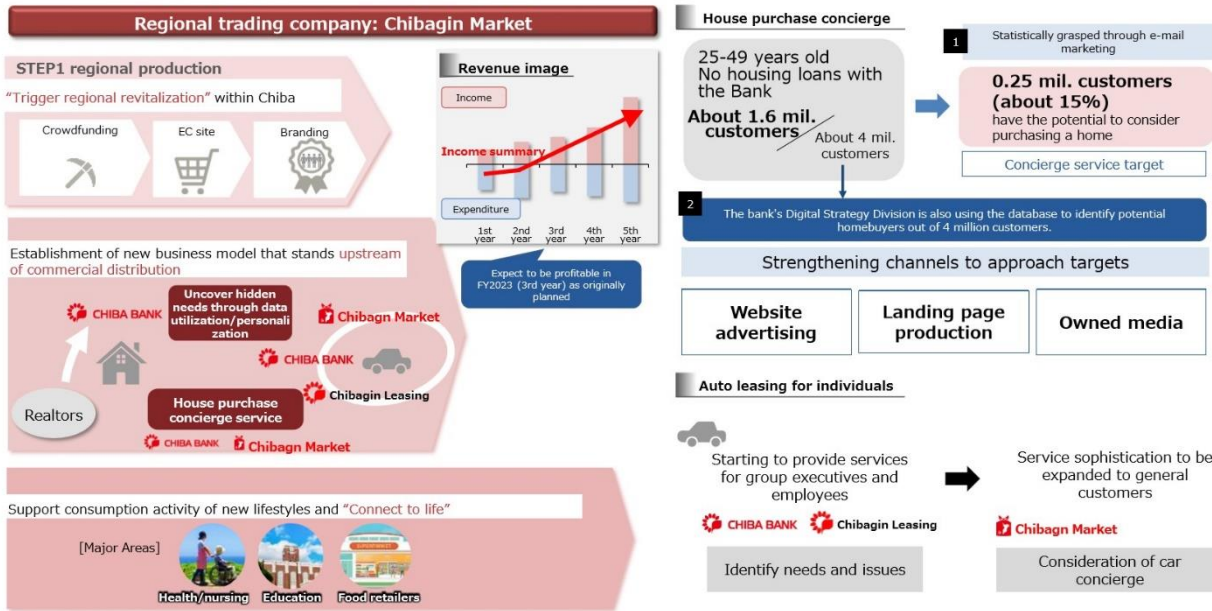 Regional trading company: Chibagin Market
STEP1 regional production
“Trigger regional revitalization” within Chiba
Crowdfunding
EC site
Branding
Revenue image
Income
Income summary
Expenditure
1st year
2nd year
3rd year
4th year
5th year
Expect to be profitable in
FY2023 (3rd year) as originally
planned
Establishment of new business model that stands upstream
of commercial distribution
CHIBA BANK
Uncover hidden
needs through data
utilization/personali
zation
Chibagn Market
CHIBA BANK
Chibagin Leasing
Realtors
House purchase
concierge service
CHIBA BANK
Chibagn Market
Support consumption activity of new lifestyles and “Connect to life”
[Major Areas]
SUPERMARKET
Health/nursing
Education
Food retailers
House purchase concierge
25-49 years old
No housing loans with
the Bank
About 1.6 mil.
customers
About 4 mil.
customers
1
Statistically grasped through e-mail
marketing
0.25 mil. customers
(about 15%)
have the potential to consider
purchasing a home
Concierge service target
2
The bank's Digital Strategy Division is also using the database to identify potential
homebuyers out of 4 million customers.
Strengthening channels to approach targets
Website
advertising
Landing page
production
Owned media
Auto leasing for individuals
Starting to provide services
for group executives and
employees
CHIBA BANK
Chibagin Leasing
Identify needs and issues
Service sophistication to be
expanded to general
customers
Chibagn Market
Consideration of car
concierge